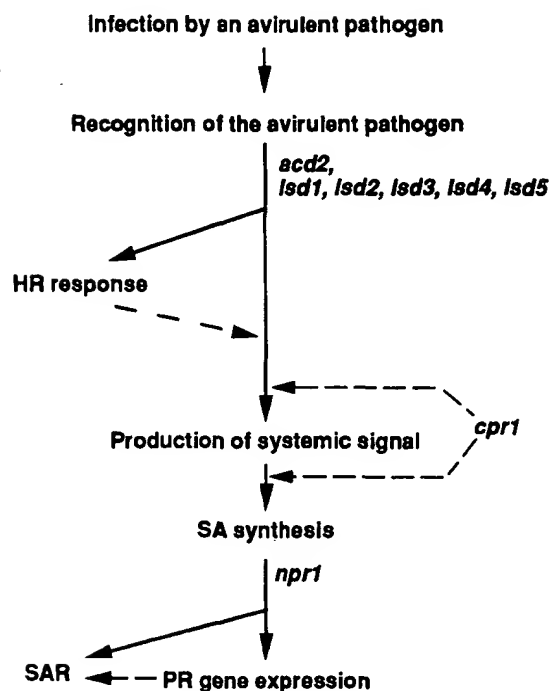 Infection by an avirulent pathogen
Recognition of the avirulent pathogen
acd2,
lsd1, lsd2, lsd3, lsd4, lsd5
HR response
Production of systemic signal
cpr1
SA synthesis
npr1
SAR
PR gene expression